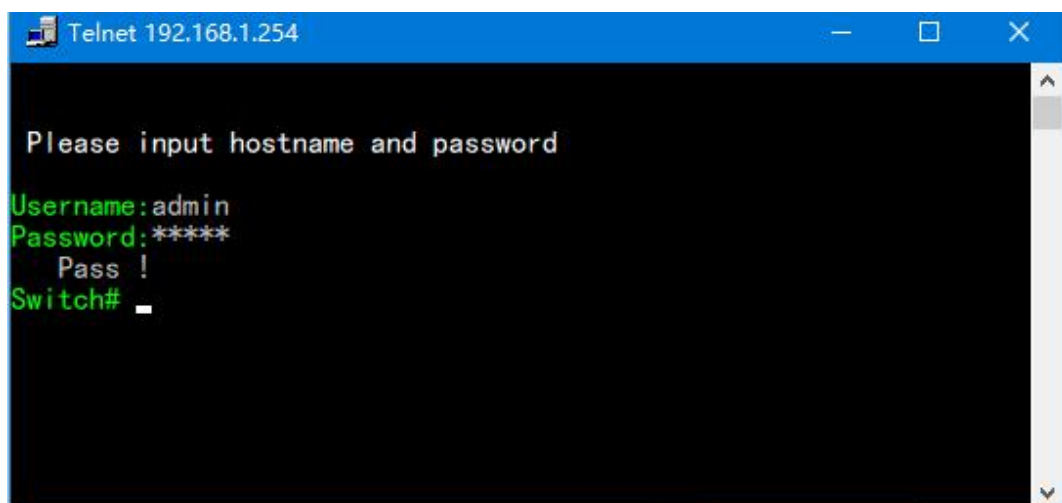 Telnet 192.168.1.254
Please input hostname and password
Username:admin
Password:*****
Pass !
Switch#